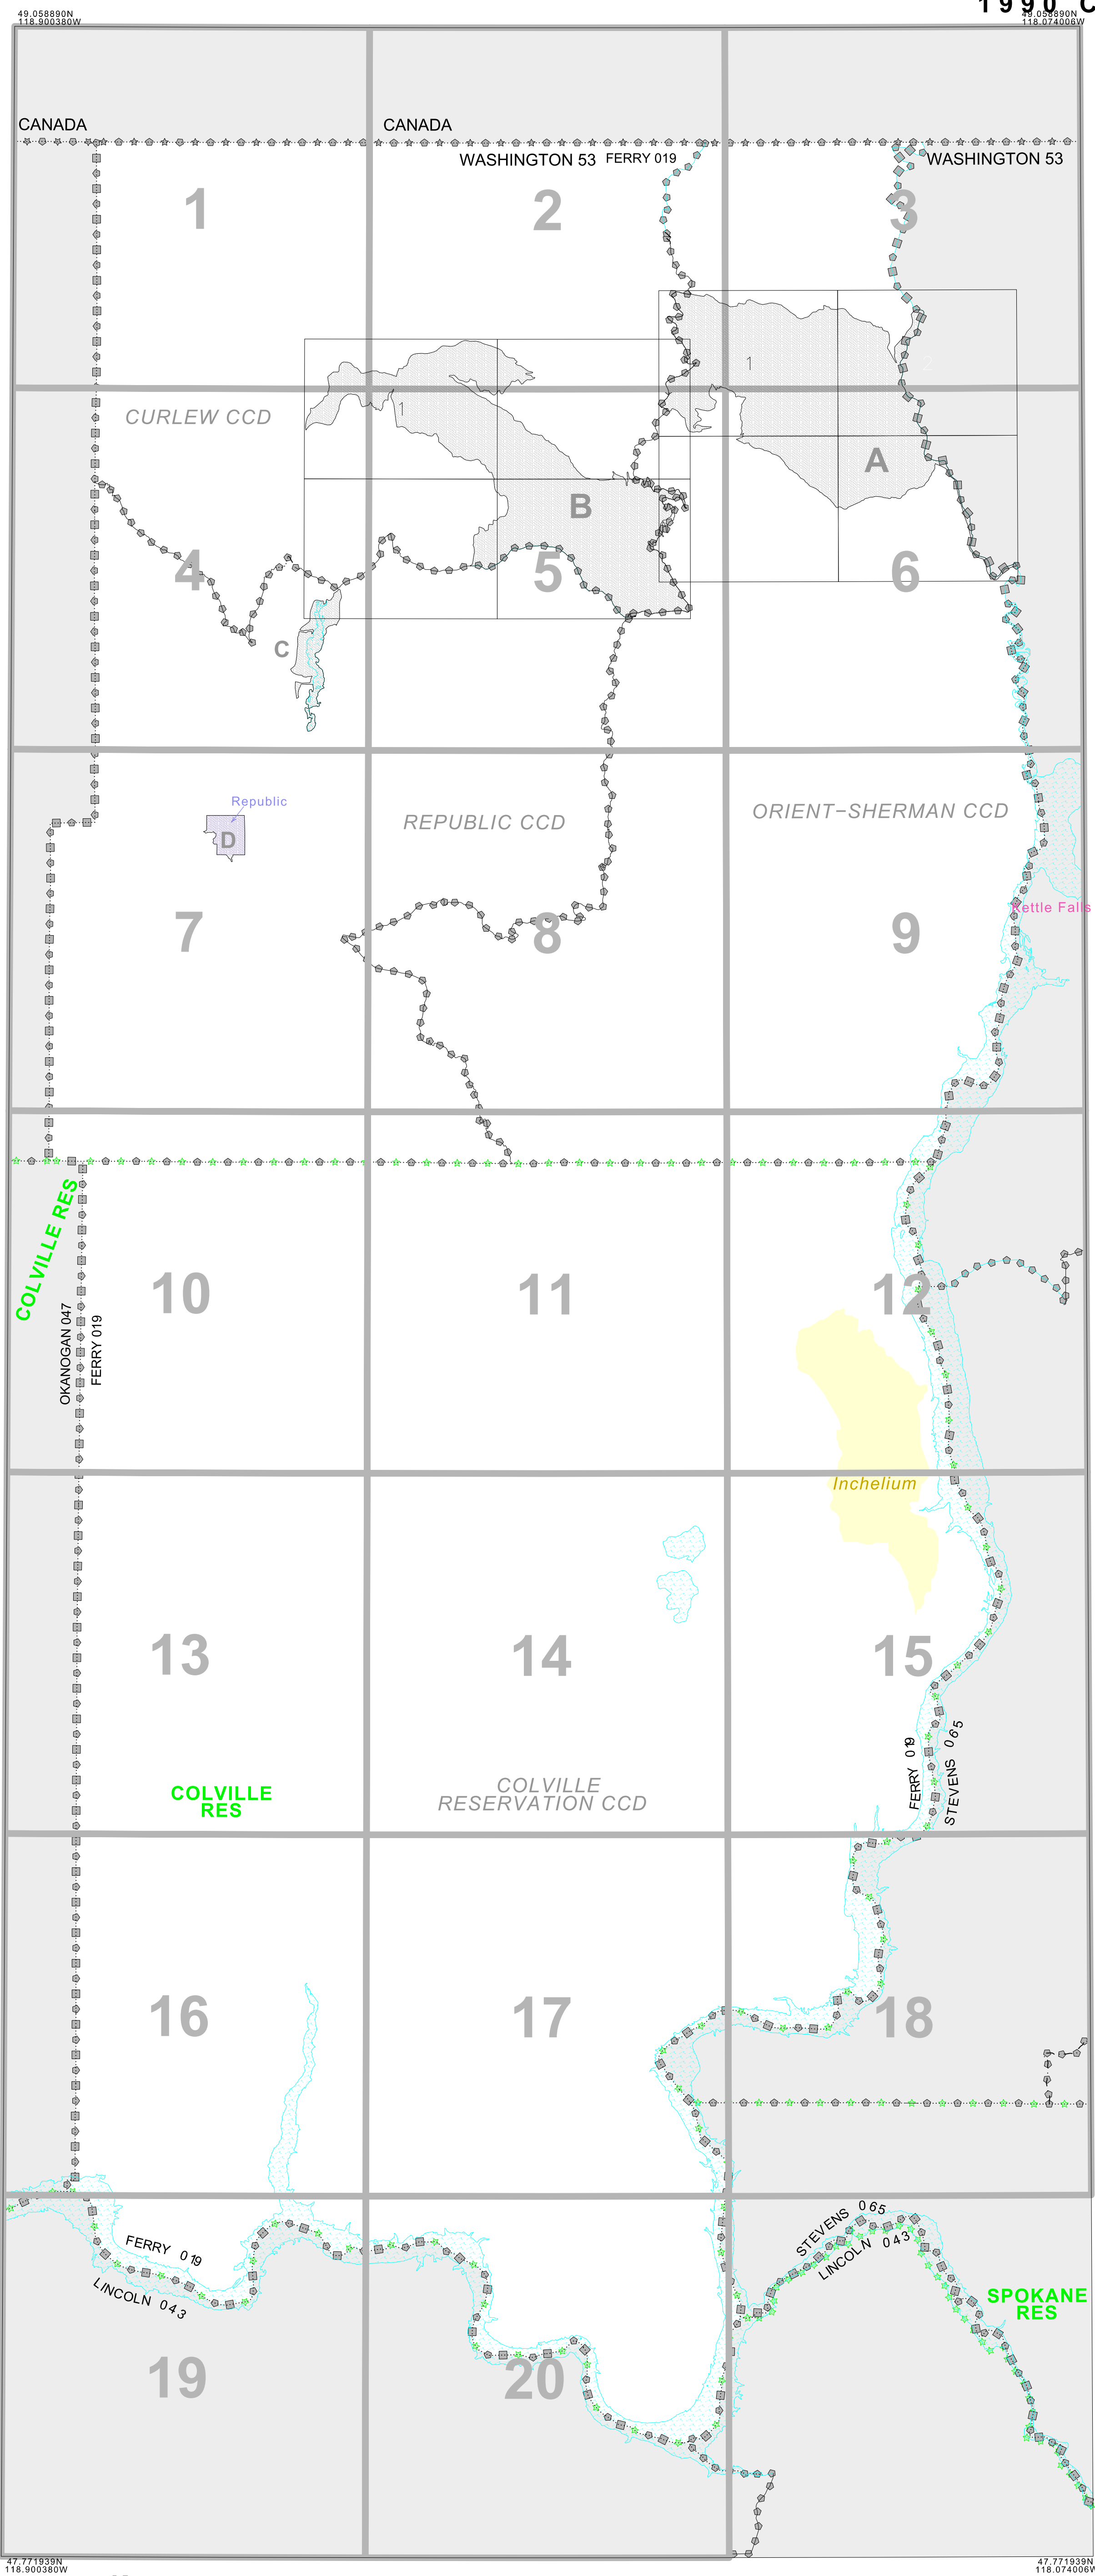 1990 C
49.058890N
118.900380W
49.058890N
118.074006W
CANADA
CANADA
WASHINGTON 53 FERRY 019
WASHINGTON 53
1
2
3
1
2
1
CURLEW CCD
A
B
4
5
6
C
Republic
D
REPUBLIC CCD
ORIENT-SHERMAN CCD
Kettle Falls
7
8
9
COLVILLE RES
10
11
12
OKANOGAN 047
FERRY 019
Inchelium
13
14
15
FERRY 019
STEVENS 065
COLVILLE
RES
COLVILLE
RESERVATION CCD
16
17
18
FERRY 019
LINCOLN 043
STEVENS 065
LINCOLN 043
SPOKANE
RES
19
20
47.771939N
118.900380W
47.771939N
118.074006W